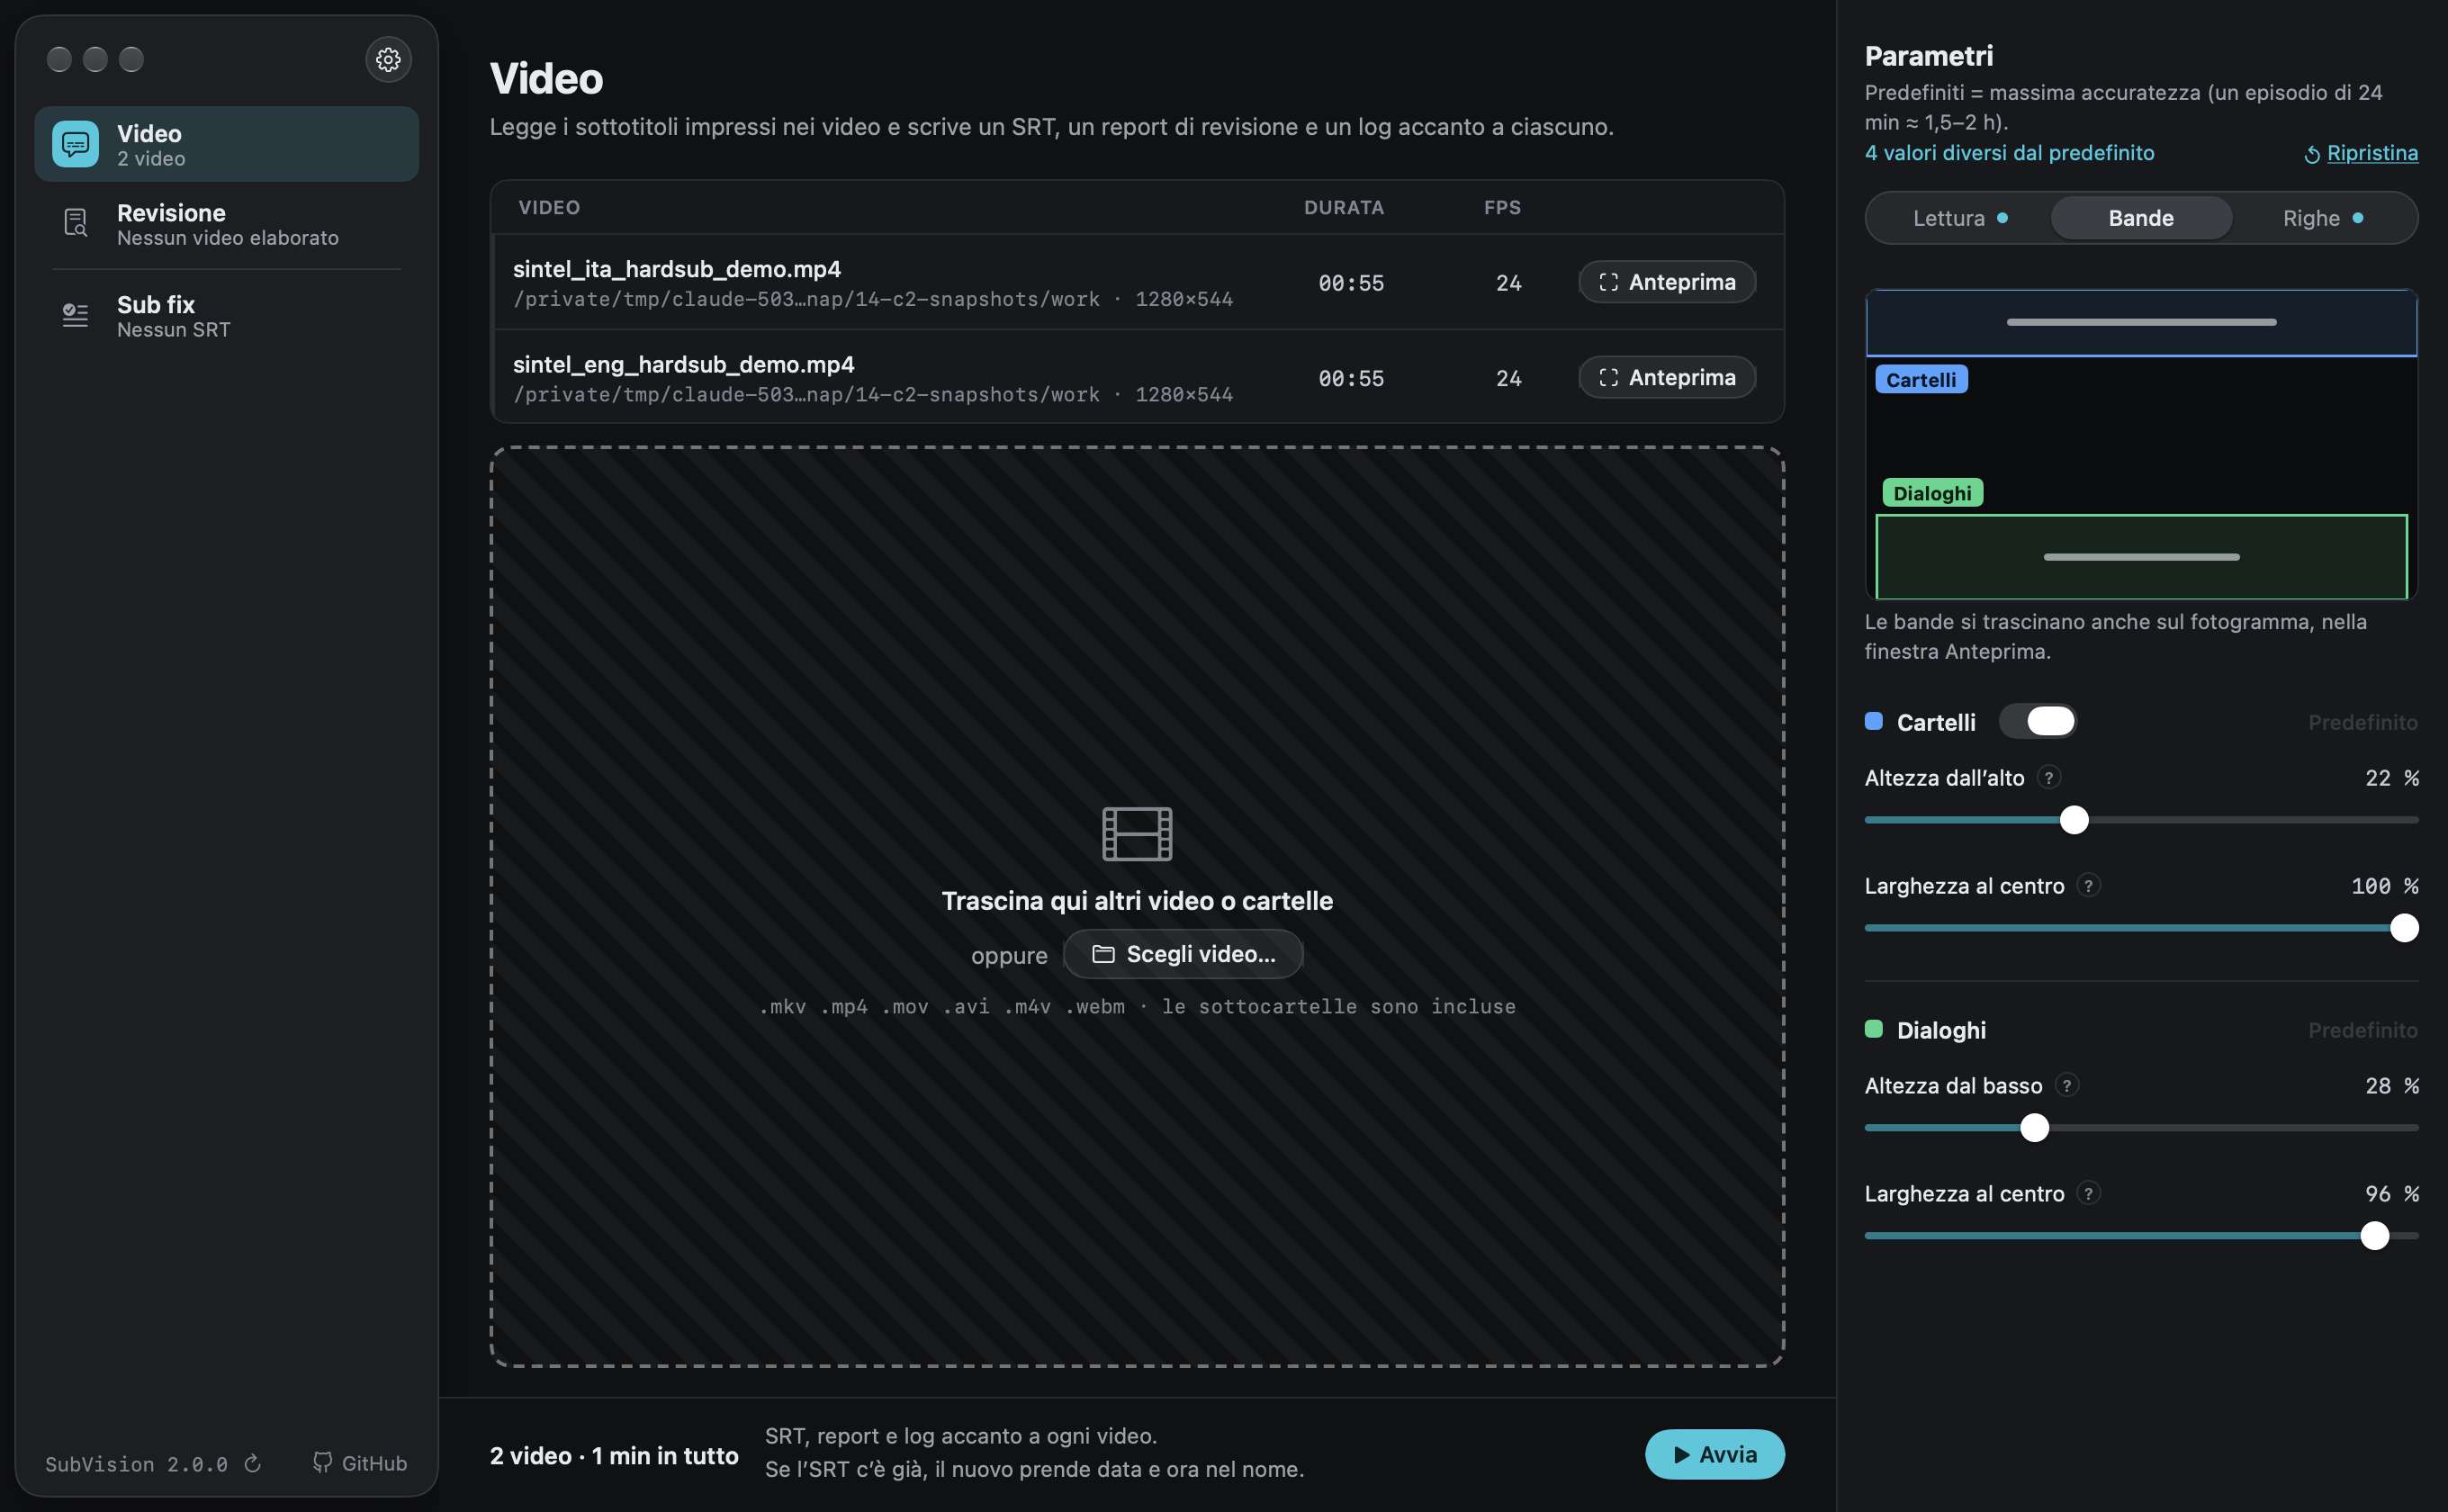 Video
2 video
Revisione
Nessun video elaborato
Sub fix
Nessun SRT
SubVision 2.0.0
GitHub
Video
Legge i sottotitoli impressi nei video e scrive un SRT, un report di revisione e un log accanto a ciascuno.
VIDEO DURATA FPS
sintel_ita_hardsub_demo.mp4
/private/tmp/claude-503…nap/14-c2-snapshots/work · 1280×544
00:55 24 Anteprima
sintel_eng_hardsub_demo.mp4
/private/tmp/claude-503…nap/14-c2-snapshots/work · 1280×544
00:55 24 Anteprima
Trascina qui altri video o cartelle
oppure Scegli video...
.mkv .mp4 .mov .avi .m4v .webm · le sottocartelle sono incluse
2 video · 1 min in tutto
SRT, report e log accanto a ogni video.
Se l’SRT c’è già, il nuovo prende data e ora nel nome.
Avvia
Parametri
Predefiniti = massima accuratezza (un episodio di 24
min ≈ 1,5–2 h).
4 valori diversi dal predefinito Ripristina
Lettura Bande Righe
Cartelli
Dialoghi
Le bande si trascinano anche sul fotogramma, nella
finestra Anteprima.
Cartelli Predefinito
Altezza dall’alto ? 22 %
Larghezza al centro ? 100 %
Dialoghi Predefinito
Altezza dal basso ? 28 %
Larghezza al centro ? 96 %